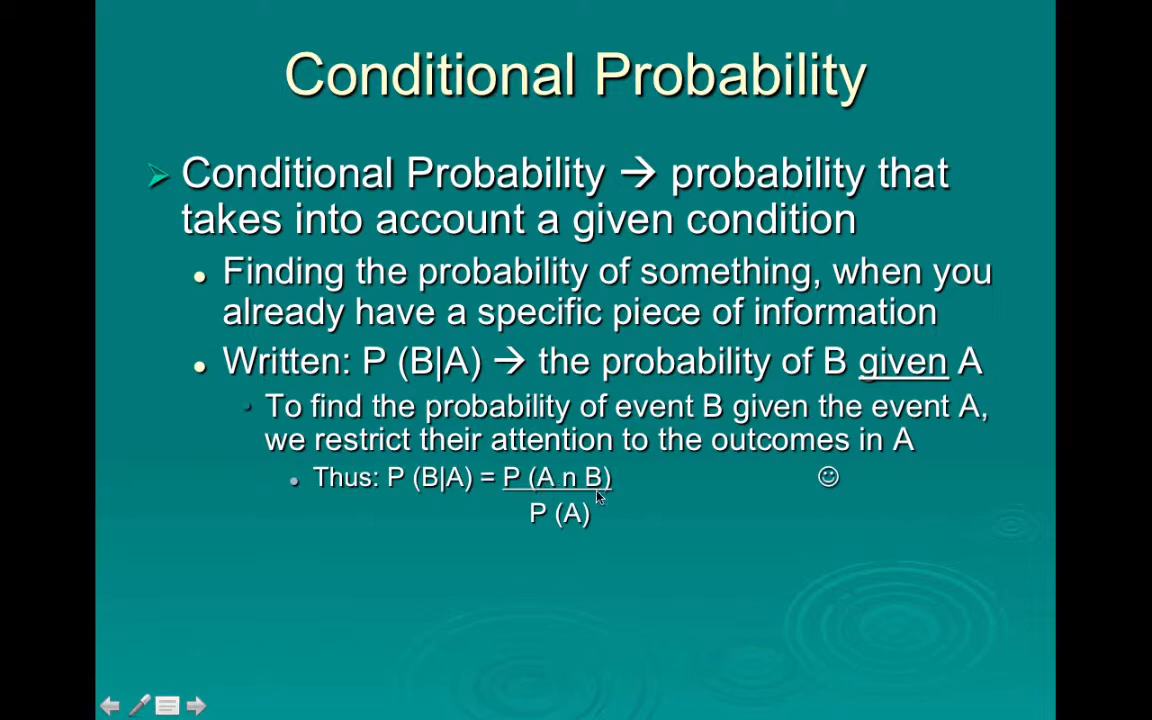 Conditional Probability
Conditional Probability → probability that
takes into account a given condition
Finding the probability of something, when you
already have a specific piece of information
Written: P (B|A) → the probability of B given A
To find the probability of event B given the event A,
we restrict their attention to the outcomes in A
Thus: P (B|A) = P (A n B) ☺
P (A)